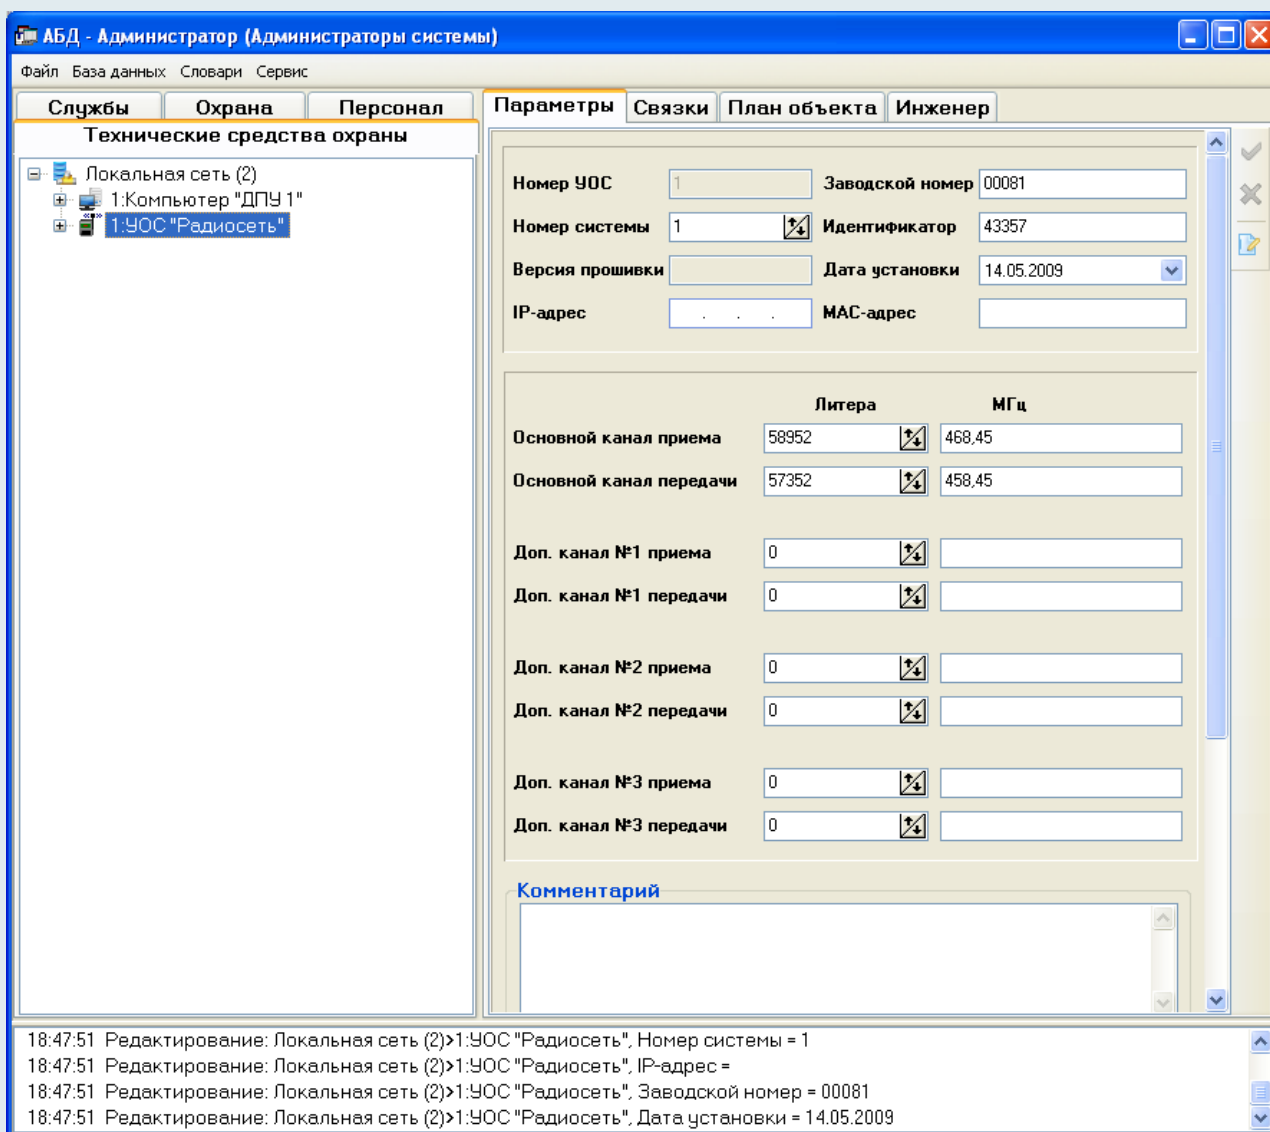 АБД - Администратор (Администраторы системы)
Файл База данных Словари Сервис
Службы Охрана Персонал
Технические средства охраны
Локальная сеть (2)
1:Компьютер "ДПУ 1"
1:УОС "Радиосеть"
Параметры Связки План объекта Инженер
Номер УОС 1 Заводской номер 00081
Номер системы 1 Идентификатор 43357
Версия прошивки Дата установки 14.05.2009
IP-адрес . . . MAC-адрес
Литера МГц
Основной канал приема 58952 468,45
Основной канал передачи 57352 458,45
Доп. канал №1 приема 0
Доп. канал №1 передачи 0
Доп. канал №2 приема 0
Доп. канал №2 передачи 0
Доп. канал №3 приема 0
Доп. канал №3 передачи 0
Комментарий
18:47:51 Редактирование: Локальная сеть (2)>1:УОС "Радиосеть", Номер системы = 1
18:47:51 Редактирование: Локальная сеть (2)>1:УОС "Радиосеть", IP-адрес =
18:47:51 Редактирование: Локальная сеть (2)>1:УОС "Радиосеть", Заводской номер = 00081
18:47:51 Редактирование: Локальная сеть (2)>1:УОС "Радиосеть", Дата установки = 14.05.2009